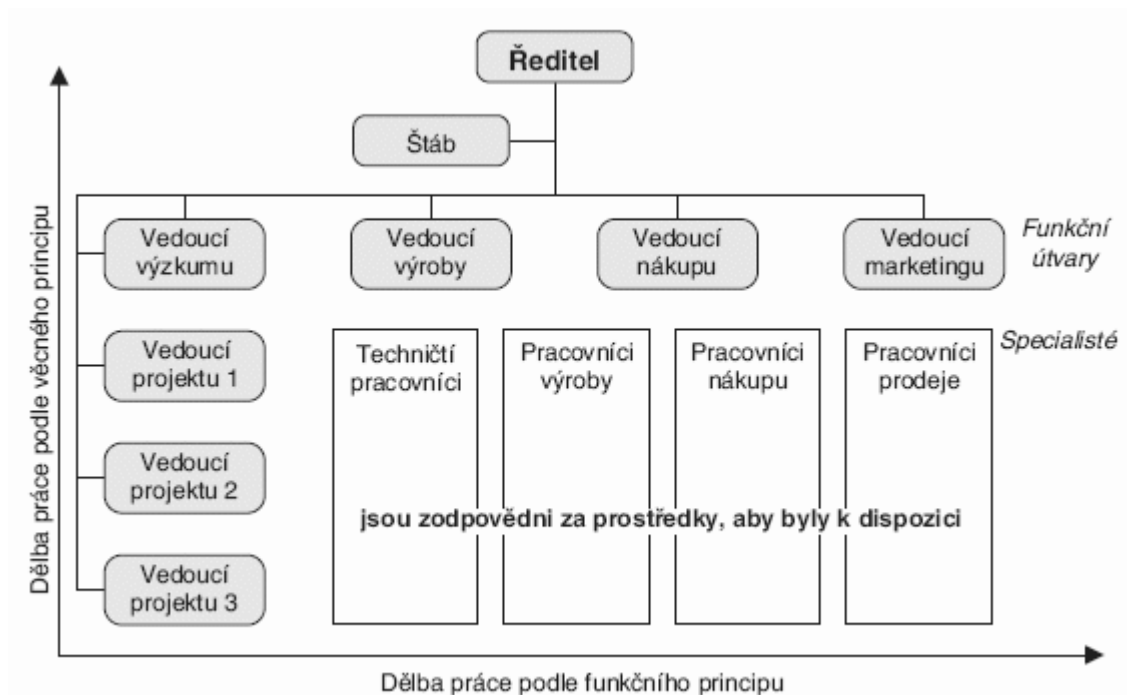 Ředitel
Štáb
Vedoucí
výzkumu
Vedoucí
výroby
Vedoucí
nákupu
Vedoucí
marketingu
Funkční
útvary
Vedoucí
projektu 1
Techničtí
pracovníci
Pracovníci
výroby
Pracovníci
nákupu
Pracovníci
prodeje
Specialisté
Vedoucí
projektu 2
jsou zodpovědni za prostředky, aby byly k dispozici
Vedoucí
projektu 3
Dělba práce podle věcného principu
Dělba práce podle funkčního principu